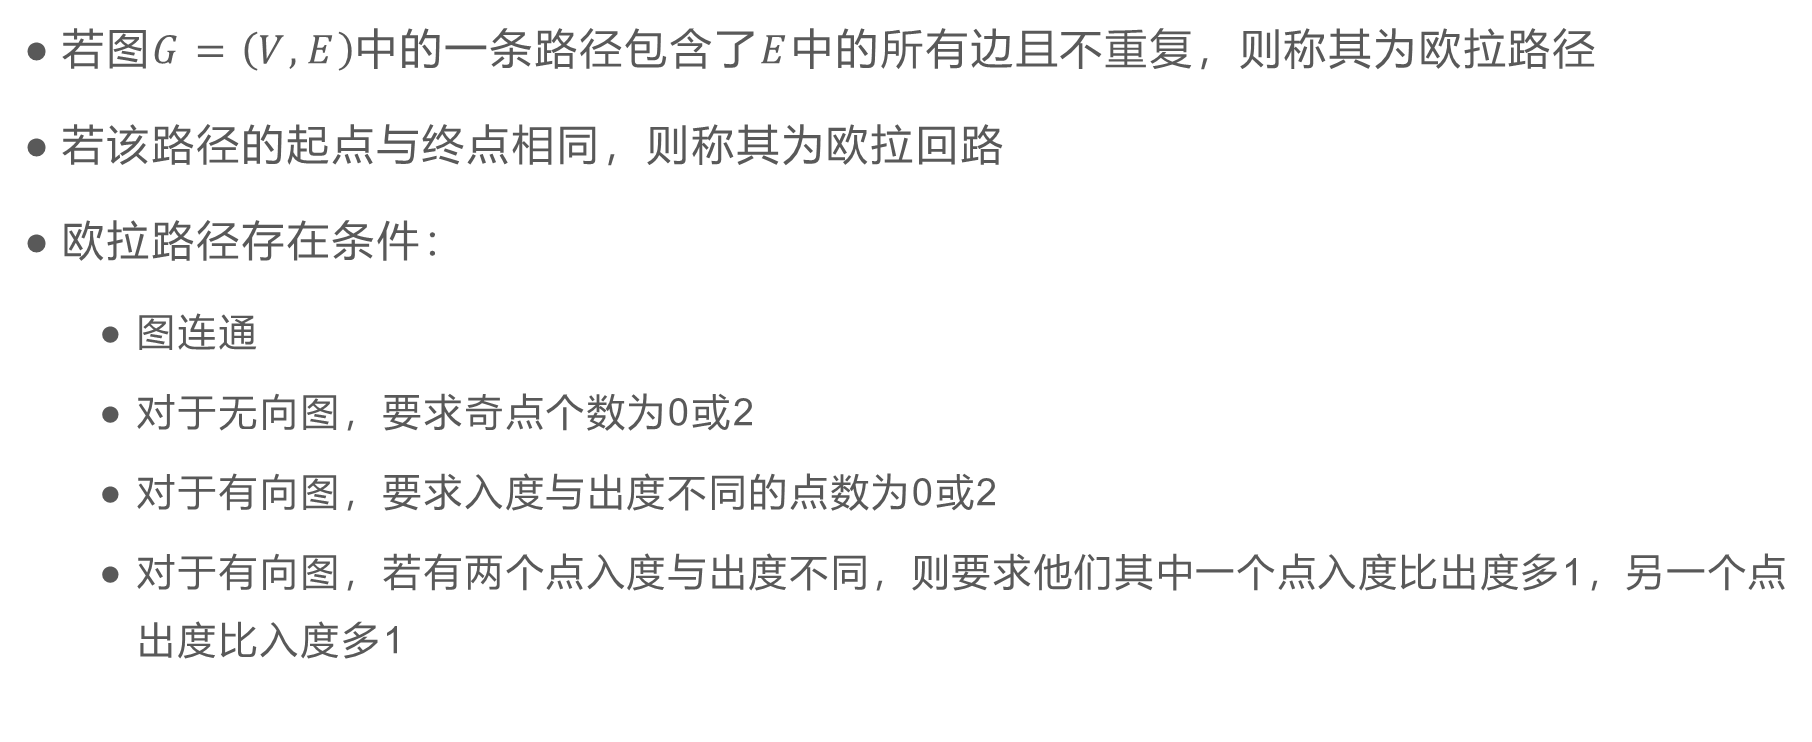 ● 若图G = (V, E)中的一条路径包含了E中的所有边且不重复，则称其为欧拉路径
● 若该路径的起点与终点相同，则称其为欧拉回路
● 欧拉路径存在条件：
● 图连通
● 对于无向图，要求奇点个数为0或2
● 对于有向图，要求入度与出度不同的点数为0或2
● 对于有向图，若有两个点入度与出度不同，则要求他们其中一个点入度比出度多1，另一个点
出度比入度多1